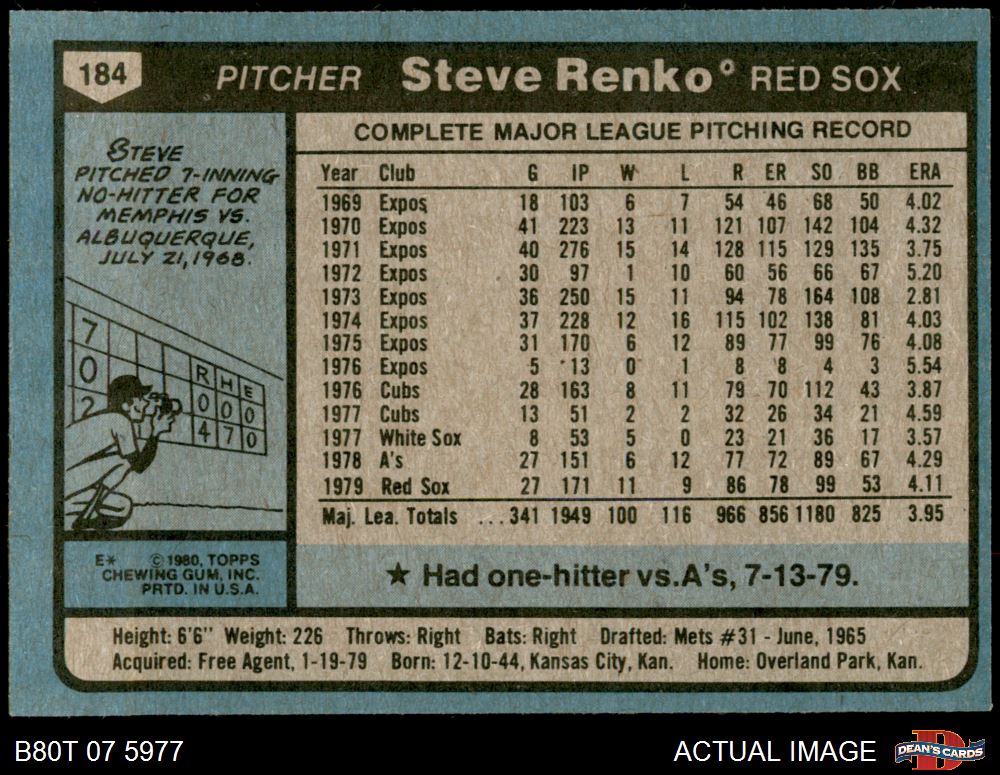 184 PITCHER Steve Renko° RED SOX
STEVE
PITCHED 7-INNING
NO-HITTER FOR
MEMPHIS VS.
ALBUQUERQUE,
JULY 21, 1968.
7
0
2
R H E
0 0 0
4 7 0
E* © 1980, TOPPS
CHEWING GUM, INC.
PRTD. IN U.S.A.
COMPLETE MAJOR LEAGUE PITCHING RECORD
Year Club G IP W L R ER SO BB ERA
1969 Expos 18 103 6 7 54 46 68 50 4.02
1970 Expos 41 223 13 11 121 107 142 104 4.32
1971 Expos 40 276 15 14 128 115 129 135 3.75
1972 Expos 30 97 1 10 60 56 66 67 5.20
1973 Expos 36 250 15 11 94 78 164 108 2.81
1974 Expos 37 228 12 16 115 102 138 81 4.03
1975 Expos 31 170 6 12 89 77 99 76 4.08
1976 Expos 5 13 0 1 8 8 4 3 5.54
1976 Cubs 28 163 8 11 79 70 112 43 3.87
1977 Cubs 13 51 2 2 32 26 34 21 4.59
1977 White Sox 8 53 5 0 23 21 36 17 3.57
1978 A's 27 151 6 12 77 72 89 67 4.29
1979 Red Sox 27 171 11 9 86 78 99 53 4.11
Maj. Lea. Totals ...341 1949 100 116 966 856 1180 825 3.95
★ Had one-hitter vs.A's, 7-13-79.
Height: 6'6" Weight: 226 Throws: Right Bats: Right Drafted: Mets #31 - June, 1965
Acquired: Free Agent, 1-19-79 Born: 12-10-44, Kansas City, Kan. Home: Overland Park, Kan.
B80T 07 5977 ACTUAL IMAGE DEAN'S CARDS